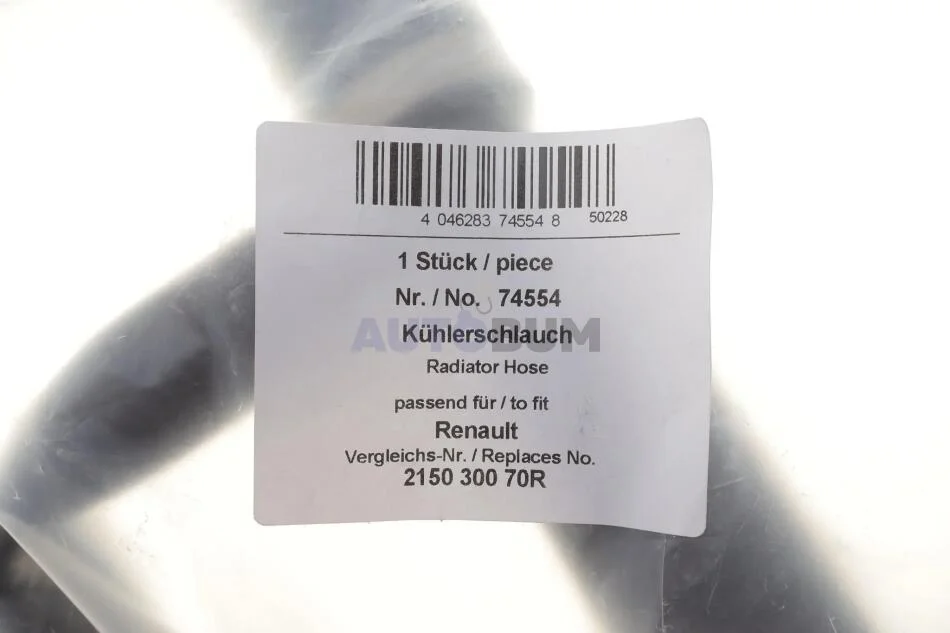 4 046283 74554 8 50228
1 Stück / piece
Nr. / No. 74554
AUTOBUM
Kühlerschlauch
Radiator Hose
passend für / to fit
Renault
Vergleichs-Nr. / Replaces No.
2150 300 70R